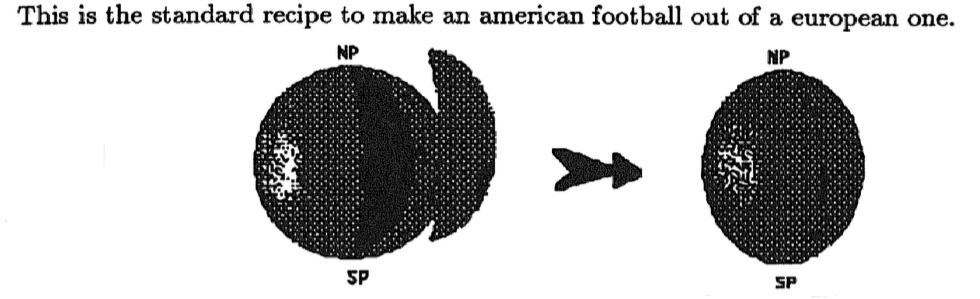 This is the standard recipe to make an american football out of a european one.
NP
NP
SP
SP